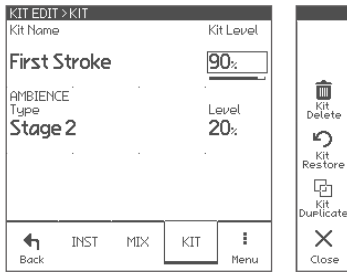 KIT EDIT>KIT
Kit Name Kit Level
First Stroke 90%
AMBIENCE
Type Level
Stage 2 20%
Back INST MIX KIT Menu
Kit
Delete
Kit
Restore
Kit
Duplicate
Close